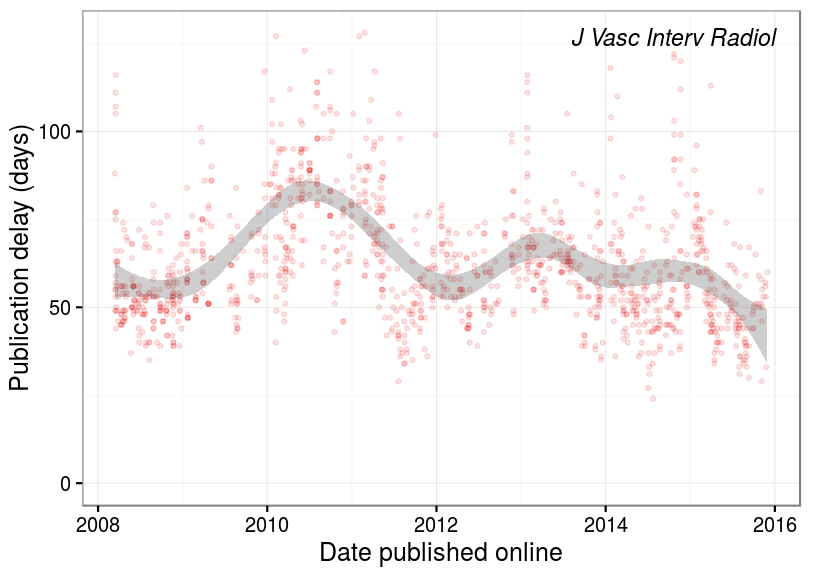 J Vasc Interv Radiol
Publication delay (days)
100
50
0
2008 2010 2012 2014 2016
Date published online